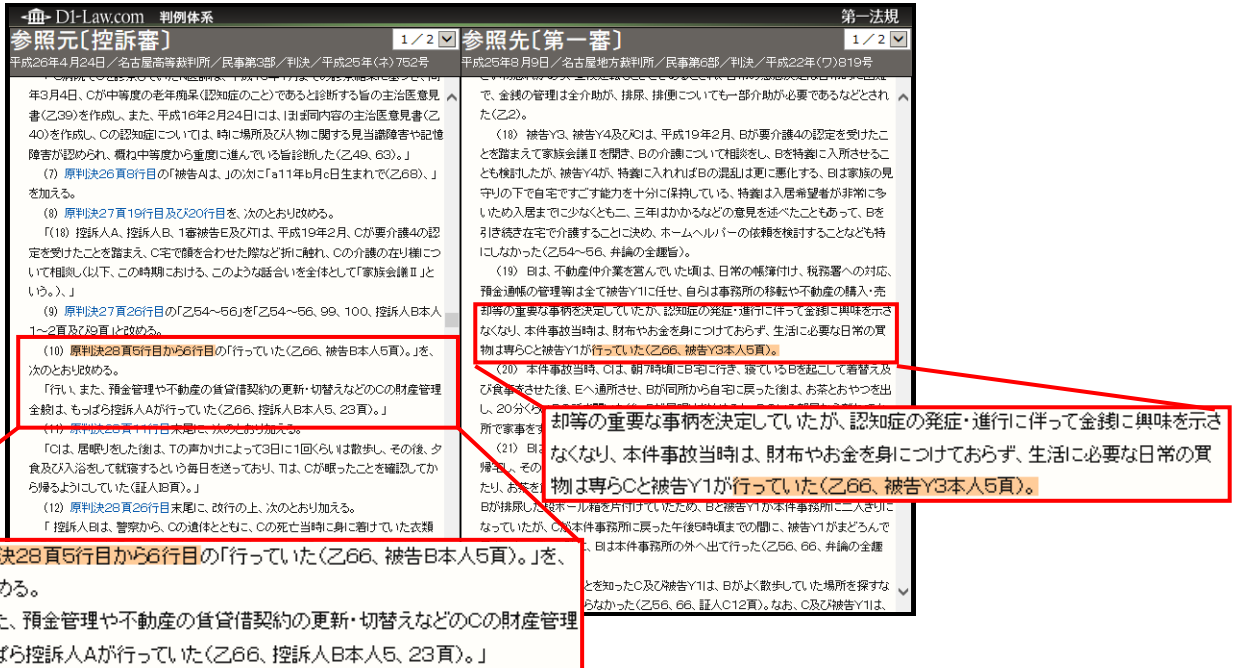 D1-Law.com 判例体系
第一法規
参照元〔控訴審〕
1／2
平成26年4月24日／名古屋高等裁判所／民事第3部／判決／平成25年(ネ)752号
年3月4日、Cが中等度の老年痴呆(認知症のこと)であると診断する旨の主治医意見
書(乙39)を作成し、また、平成16年2月24日には、ほぼ同内容の主治医意見書(乙
40)を作成し、Cの認知症については、時に場所及び人物に関する見当識障害や記憶
障害が認められ、概ね中等度から重度に進んでいる旨診断した(乙49、63)。」
(7) 原判決26頁8行目の「被告Aは、」の次に「a11年b月c日生まれで(乙68)、」
を加える。
(8) 原判決27頁19行目及び20行目を、次のとおり改める。
「(18) 控訴人A、控訴人B、1審被告E及びTは、平成19年2月、Cが要介護4の認
定を受けたことを踏まえ、C宅で顔を合わせた際など折に触れ、Cの介護の在り様につ
いて相談し(以下、この時期における、このような話合いを全体として「家族会議Ⅱ」と
いう。)、」
(9) 原判決27頁26行目の「乙54～56」を「乙54～56、99、100、控訴人B本人
1～2頁及び9頁」と改める。
(10) 原判決28頁5行目から6行目の「行っていた(乙66、被告B本人5頁)。」を、
次のとおり改める。
「行い、また、預金管理や不動産の賃貸借契約の更新・切替えなどのCの財産管理
全般は、もっぱら控訴人Aが行っていた(乙66、控訴人B本人5、23頁)。」
(11) 原判決28頁11行目末尾に、次のとおり加える。
「Cは、居眠りをした後は、Tの声かけによって3日に1回くらいは散歩し、その後、夕
食及び入浴をして就寝するという毎日を送っており、Tは、Cが眠ったことを確認してか
ら帰るようにしていた(証人I8頁)。」
(12) 原判決28頁26行目末尾に、改行の上、次のとおり加える。
「 控訴人Bは、警察から、Cの遺体とともに、Cの死亡当時に身に着けていた衣類
参照先〔第一審〕
1／2
平成25年8月9日／名古屋地方裁判所／民事第6部／判決／平成22年(ワ)819号
で、金銭の管理は全介助が、排尿、排便についても一部介助が必要であるなどとされ
た(乙2)。
(18) 被告Y3、被告Y4及びCは、平成19年2月、Bが要介護4の認定を受けたこ
とを踏まえて家族会議Ⅱを開き、Bの介護について相談をし、Bを特養に入所させるこ
とも検討したが、被告Y4が、特養に入れればBの混乱は更に悪化する、Bは家族の見
守りの下で自宅ですごす能力を十分に保持している、特養は入居希望者が非常に多
いため入居までに少なくとも二、三年はかかるなどの意見を述べたこともあって、Bを
引き続き在宅で介護することに決め、ホームヘルパーの依頼を検討することなども特
にしなかった(乙54～56、弁論の全趣旨)。
(19) Bは、不動産仲介業を営んでいた頃は、日常の帳簿付け、税務署への対応、
預金通帳の管理等は全て被告Y1に任せ、自らは事務所の移転や不動産の購入・売
却等の重要な事柄を決定していたが、認知症の発症・進行に伴って金銭に興味を示さ
なくなり、本件事故当時は、財布やお金を身につけておらず、生活に必要な日常の買
物は専らCと被告Y1が行っていた(乙66、被告Y3本人5頁)。
(20) 本件事故当時、Cは、朝7時頃にB宅に行き、寝ているBを起こして着替え及
び食事をさせた後、Eへ通所させ、Bが同所から自宅に戻った後は、お茶とおやつを出
し、20分くら
所で家事をす
(21) Bは
帰宅し、その
たり、お茶を
Bが排尿した段ボール箱を片付けていたため、Bと被告Y1が本件事務所に二人きりに
なっていたが、Cが本件事務所に戻った午後5時頃までの間に、被告Y1がまどろんで
、Bは本件事務所の外へ出て行った(乙56、66、弁論の全趣
とを知ったC及び被告Y1は、Bがよく散歩していた場所を探すな
らなかった(乙56、66、証人C12頁)。なお、C及び被告Y1は、
却等の重要な事柄を決定していたが、認知症の発症・進行に伴って金銭に興味を示さ
なくなり、本件事故当時は、財布やお金を身につけておらず、生活に必要な日常の買
物は専らCと被告Y1が行っていた(乙66、被告Y3本人5頁)。
決28頁5行目から6行目の「行っていた(乙66、被告B本人5頁)。」を、
める。
た、預金管理や不動産の賃貸借契約の更新・切替えなどのCの財産管理
ぱら控訴人Aが行っていた(乙66、控訴人B本人5、23頁)。」